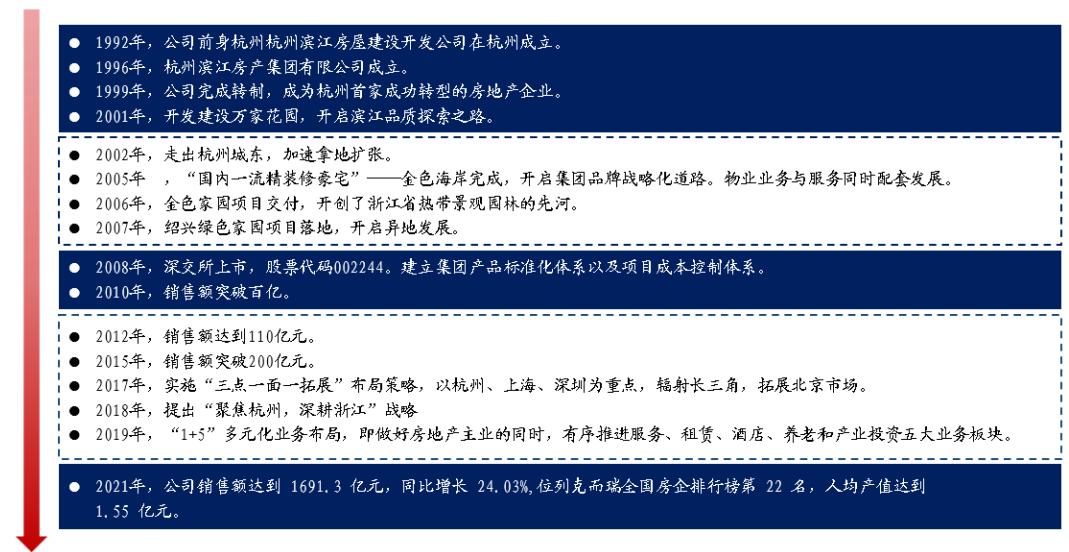 ● 1992年，公司前身杭州杭州滨江房屋建设开发公司在杭州成立。
● 1996年，杭州滨江房产集团有限公司成立。
● 1999年，公司完成转制，成为杭州首家成功转型的房地产企业。
● 2001年，开发建设万家花园，开启滨江品质探索之路。
● 2002年，走出杭州城东，加速拿地扩张。
● 2005年 ，“国内一流精装修豪宅”——金色海岸完成，开启集团品牌战略化道路。物业业务与服务同时配套发展。
● 2006年，金色家园项目交付，开创了浙江省热带景观园林的先河。
● 2007年，绍兴绿色家园项目落地，开启异地发展。
● 2008年，深交所上市，股票代码002244。建立集团产品标准化体系以及项目成本控制体系。
● 2010年，销售额突破百亿。
● 2012年，销售额达到110亿元。
● 2015年，销售额突破200亿元。
● 2017年，实施“三点一面一拓展”布局策略，以杭州、上海、深圳为重点，辐射长三角，拓展北京市场。
● 2018年，提出“聚焦杭州，深耕浙江”战略
● 2019年，“1+5”多元化业务布局，即做好房地产主业的同时，有序推进服务、租赁、酒店、养老和产业投资五大业务板块。
● 2021年，公司销售额达到 1691.3 亿元，同比增长 24.03%,位列克而瑞全国房企排行榜第 22 名，人均产值达到
1.55 亿元。